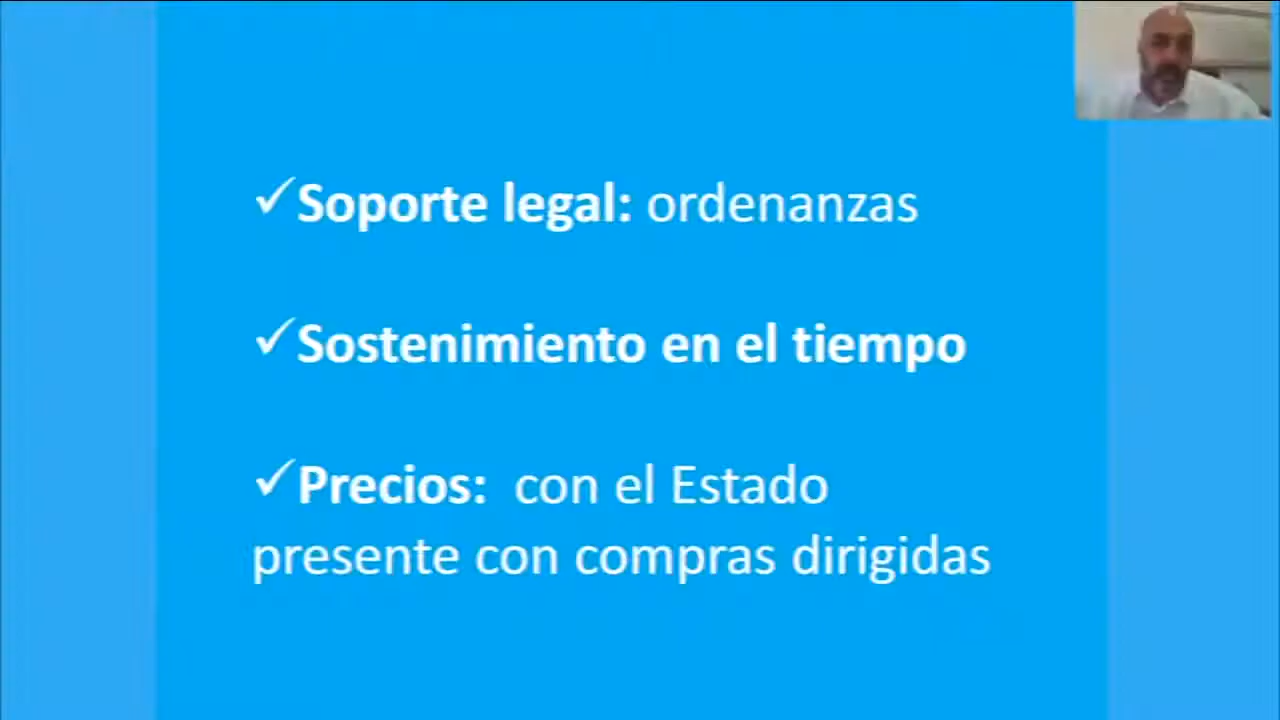 ✓Soporte legal: ordenanzas
✓Sostenimiento en el tiempo
✓Precios: con el Estado
presente con compras dirigidas